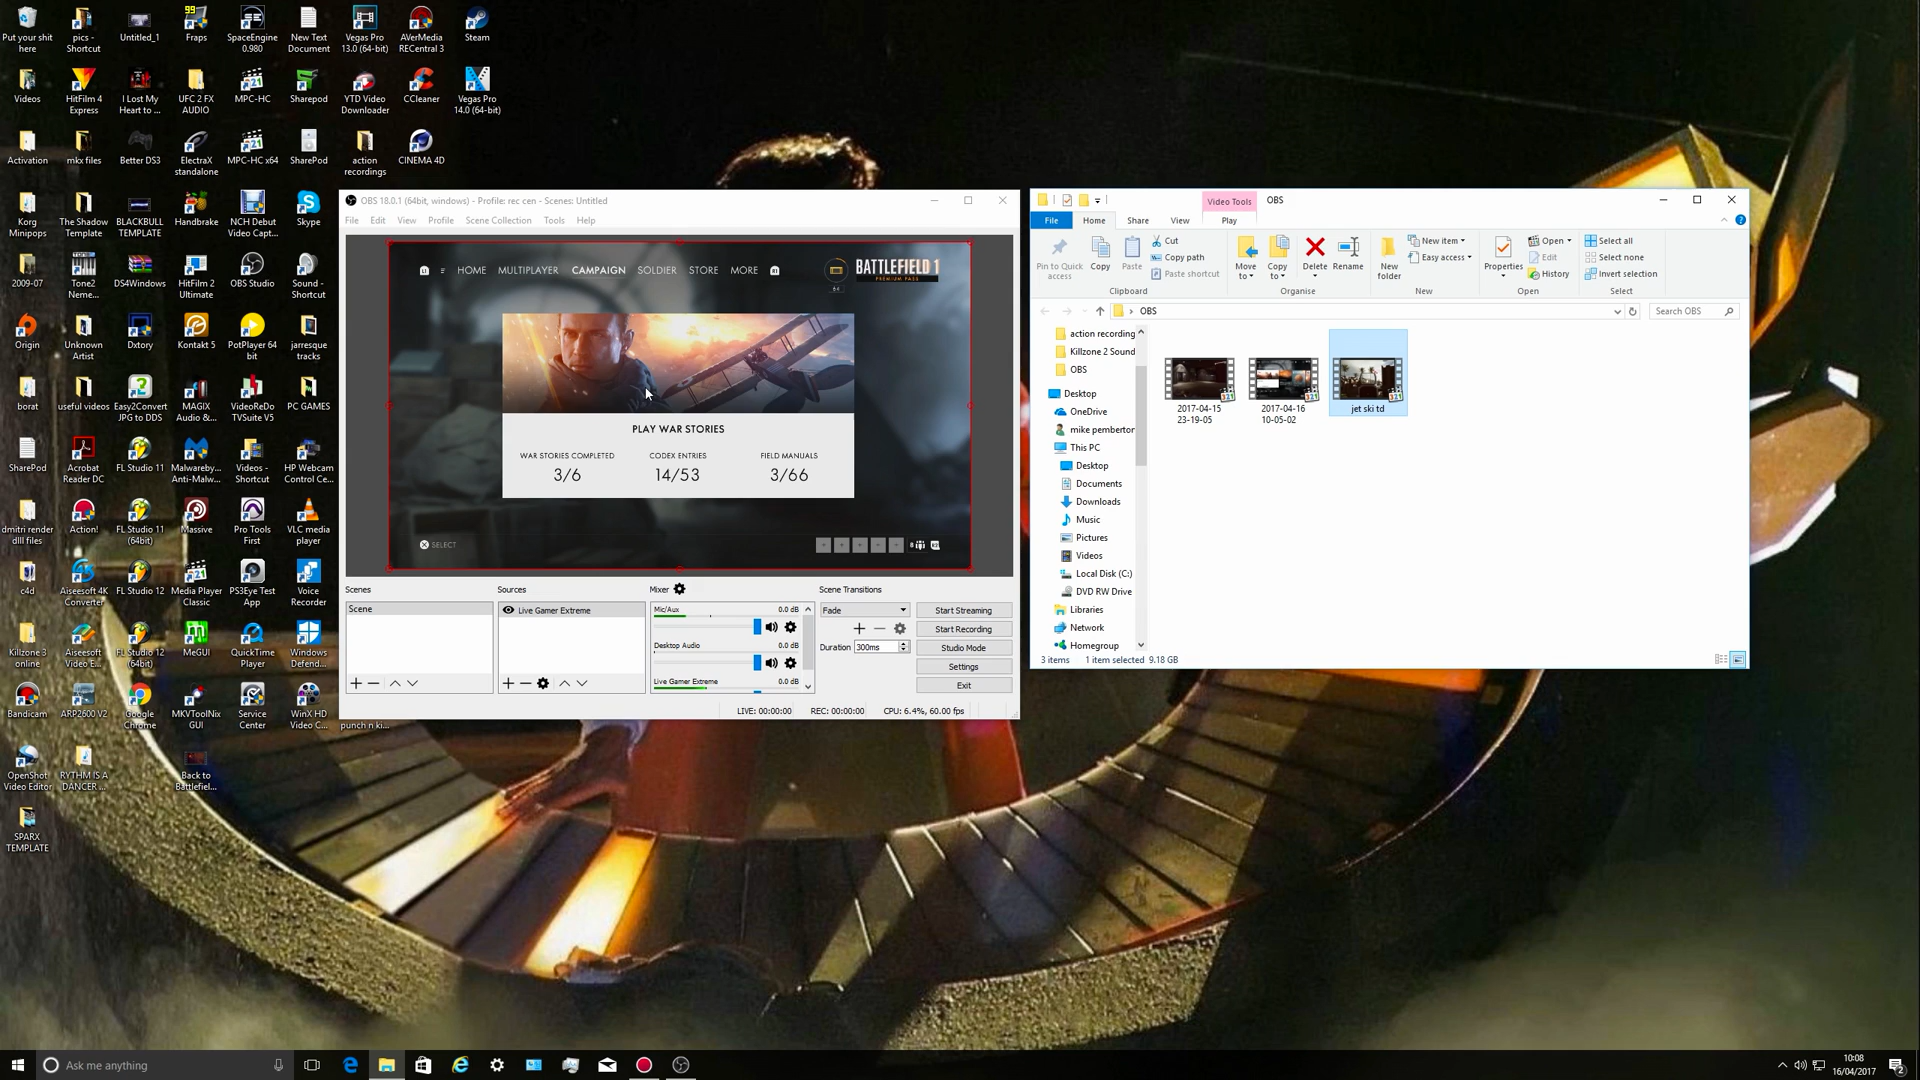 Put your shit here
pics - Shortcut
Untitled_1
99
Fraps
SpaceEngine 0.980
New Text Document
Vegas Pro 13.0 (64-bit)
AVerMedia RECentral 3
Steam
Videos
HitFilm 4 Express
I Lost My Heart to ...
UFC 2 FX AUDIO
MPC-HC
Sharepod
YTD Video Downloader
CCleaner
Vegas Pro 14.0 (64-bit)
Activation
mkx files
Better DS3
ElectraX standalone
MPC-HC x64
SharePod
action recordings
CINEMA 4D
Korg Minipops
The Shadow Template
BLACKBULL TEMPLATE
Handbrake
NCH Debut Video Capt...
Skype
2009-07
Tone2 Neme...
DS4Windows
HitFilm 2 Ultimate
OBS Studio
Sound - Shortcut
Origin
Unknown Artist
Dxtory
Kontakt 5
PotPlayer 64 bit
jarresque tracks
borat
useful videos
Easy2Convert JPG to DDS
MAGIX Audio &...
VideoReDo TVSuite V5
PC GAMES
SharePod
Acrobat Reader DC
FL Studio 11
Malwareby... Anti-Malw...
Videos - Shortcut
HP Webcam Control Ce...
dmitri render dlll files
Action!
FL Studio 11 (64bit)
Massive
Pro Tools First
VLC media player
c4d
Aiseesoft 4K Converter
FL Studio 12
Media Player Classic
PS3Eye Test App
Voice Recorder
Killzone 3 online
Aiseesoft Video E...
FL Studio 12 (64bit)
MeGUI
QuickTime Player
Windows Defend...
Bandicam
ARP2600 V2
Google Chrome
MKVToolNix GUI
Service Center
WinX HD Video C...
punch n ki...
OpenShot Video Editor
RYTHM IS A DANCER ...
Back to Battlefiel...
SPARX TEMPLATE
OBS 18.0.1 (64bit, windows) - Profile: rec cen - Scenes: Untitled
File Edit View Profile Scene Collection Tools Help
HOME MULTIPLAYER CAMPAIGN SOLDIER STORE MORE
BATTLEFIELD 1
PREMIUM PASS
PLAY WAR STORIES
WAR STORIES COMPLETED CODEX ENTRIES FIELD MANUALS
3/6 14/53 3/66
SELECT
Scenes
Scene
Sources
Live Gamer Extreme
Mixer
Mic/Aux 0.0 dB
Desktop Audio 0.0 dB
Live Gamer Extreme 0.0 dB
Scene Transitions
Fade
Duration 300ms
Start Streaming
Start Recording
Studio Mode
Settings
Exit
LIVE: 00:00:00 REC: 00:00:00 CPU: 6.4%, 60.00 fps
Video Tools
OBS
File Home Share View Play
Pin to Quick access
Copy
Paste
Cut
Copy path
Paste shortcut
Clipboard
Move to
Copy to
Delete
Rename
Organise
New folder
New item
Easy access
New
Properties
Open
Edit
History
Open
Select all
Select none
Invert selection
Select
OBS
Search OBS
action recording
Killzone 2 Sound
OBS
Desktop
OneDrive
mike pemberton
This PC
Desktop
Documents
Downloads
Music
Pictures
Videos
Local Disk (C:)
DVD RW Drive
Libraries
Network
Homegroup
2017-04-15 23-19-05
2017-04-16 10-05-02
jet ski td
3 items 1 item selected 9.18 GB
Ask me anything
10:08
16/04/2017